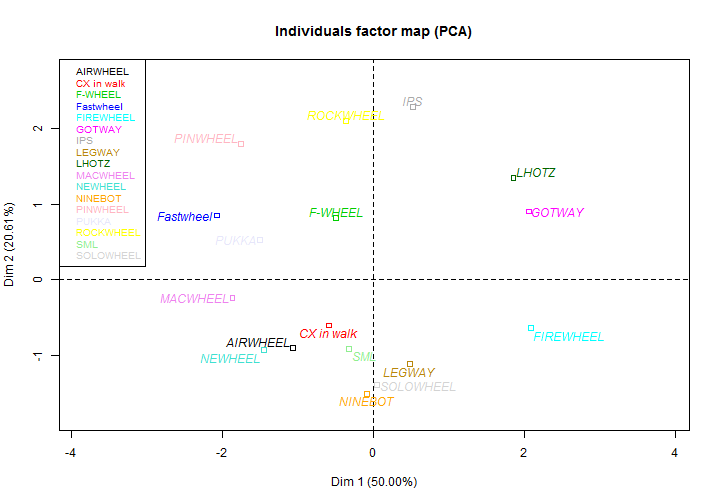 Individuals factor map (PCA)
AIRWHEEL
CX in walk
F-WHEEL
Fastwheel
FIREWHEEL
GOTWAY
IPS
LEGWAY
LHOTZ
MACWHEEL
NEWHEEL
NINEBOT
PINWHEEL
PUKKA
ROCKWHEEL
SML
SOLOWHEEL
IPS
ROCKWHEEL
PINWHEEL
LHOTZ
Fastwheel
F-WHEEL
GOTWAY
PUKKA
MACWHEEL
CX in walk
FIREWHEEL
AIRWHEEL
NEWHEEL
SML
LEGWAY
PSOLOWHEEL
NINEBOT
2
1
0
-1
Dim 2 (20.61%)
-4
-2
0
2
4
Dim 1 (50.00%)